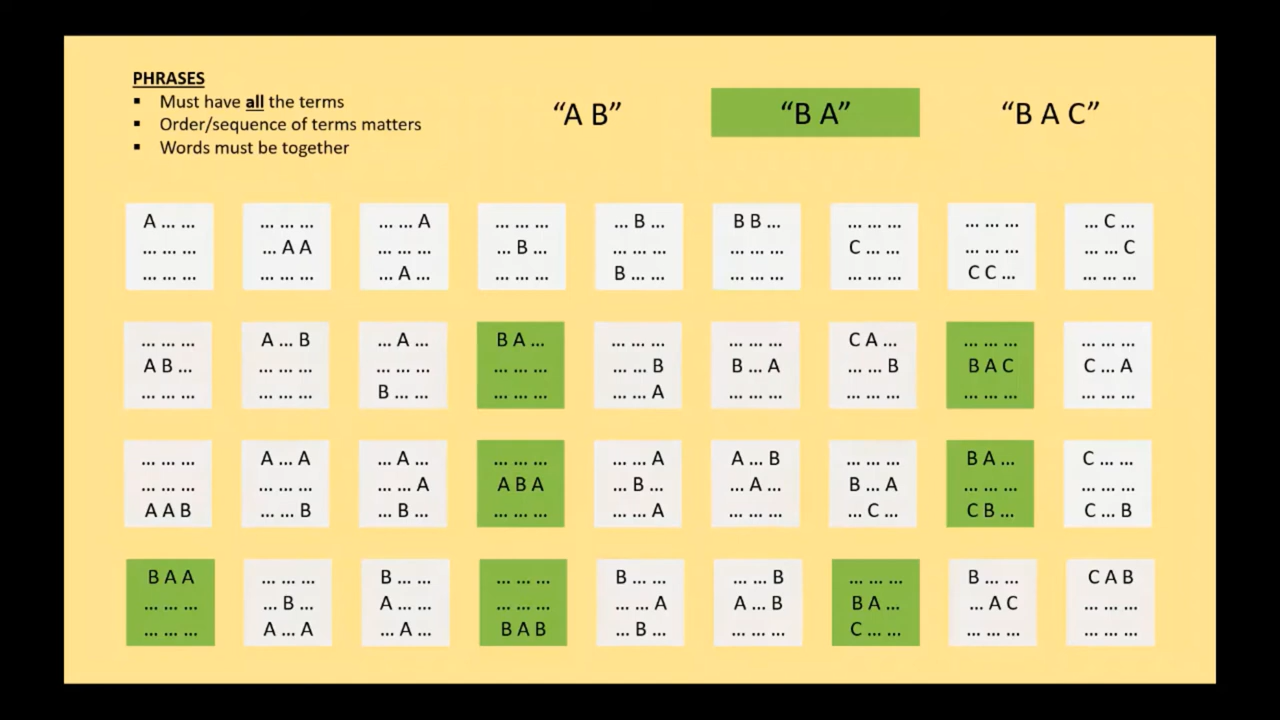 PHRASES
▪ Must have all the terms
▪ Order/sequence of terms matters
▪ Words must be together
“A B” “B A” “B A C”
A ... ... ... ... ... ... ... A ... ... ... ... B ... B B ... ... ... ... ... ... ... ... C ...
... ... ... ... A A ... ... ... ... B ... ... ... ... ... ... ... C ... ... ... ... ... ... ... C
... ... ... ... ... ... ... A ... ... ... ... B ... ... ... ... ... ... ... ... C C ... ... ... ...
... ... ... A ... B ... A ... B A ... ... ... ... ... ... ... C A ... ... ... ... ... ... ...
A B ... ... ... ... ... ... ... ... ... ... ... ... B B ... A ... ... B B A C C ... A
... ... ... ... ... ... B ... ... ... ... ... ... ... A ... ... ... ... ... ... ... ... ... ... ... ...
... ... ... A ... A ... A ... ... ... ... ... ... A A ... B ... ... ... B A ... C ... ...
... ... ... ... ... ... ... ... A A B A ... B ... ... A ... B ... A ... ... ... ... ... ...
A A B ... ... B ... B ... ... ... ... ... ... A ... ... ... ... C ... C B ... C ... B
B A A ... ... ... B ... ... ... ... ... B ... ... ... ... B ... ... ... B ... ... C A B
... ... ... ... B ... A ... ... ... ... ... ... ... A A ... B B A ... ... A C ... ... ...
... ... ... A ... A ... A ... B A B ... B ... ... ... ... C ... ... ... ... ... ... ... ...